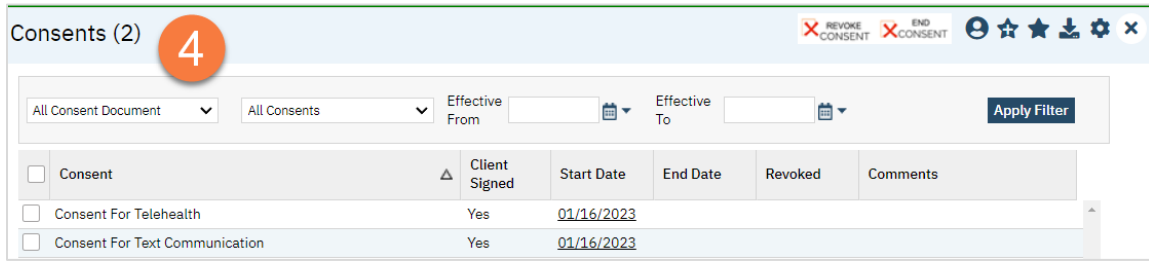 Consents (2)
4
REVOKE CONSENT
END CONSENT
All Consent Document
All Consents
Effective From
Effective To
Apply Filter
Consent
Client Signed
Start Date
End Date
Revoked
Comments
Consent For Telehealth Yes 01/16/2023
Consent For Text Communication Yes 01/16/2023